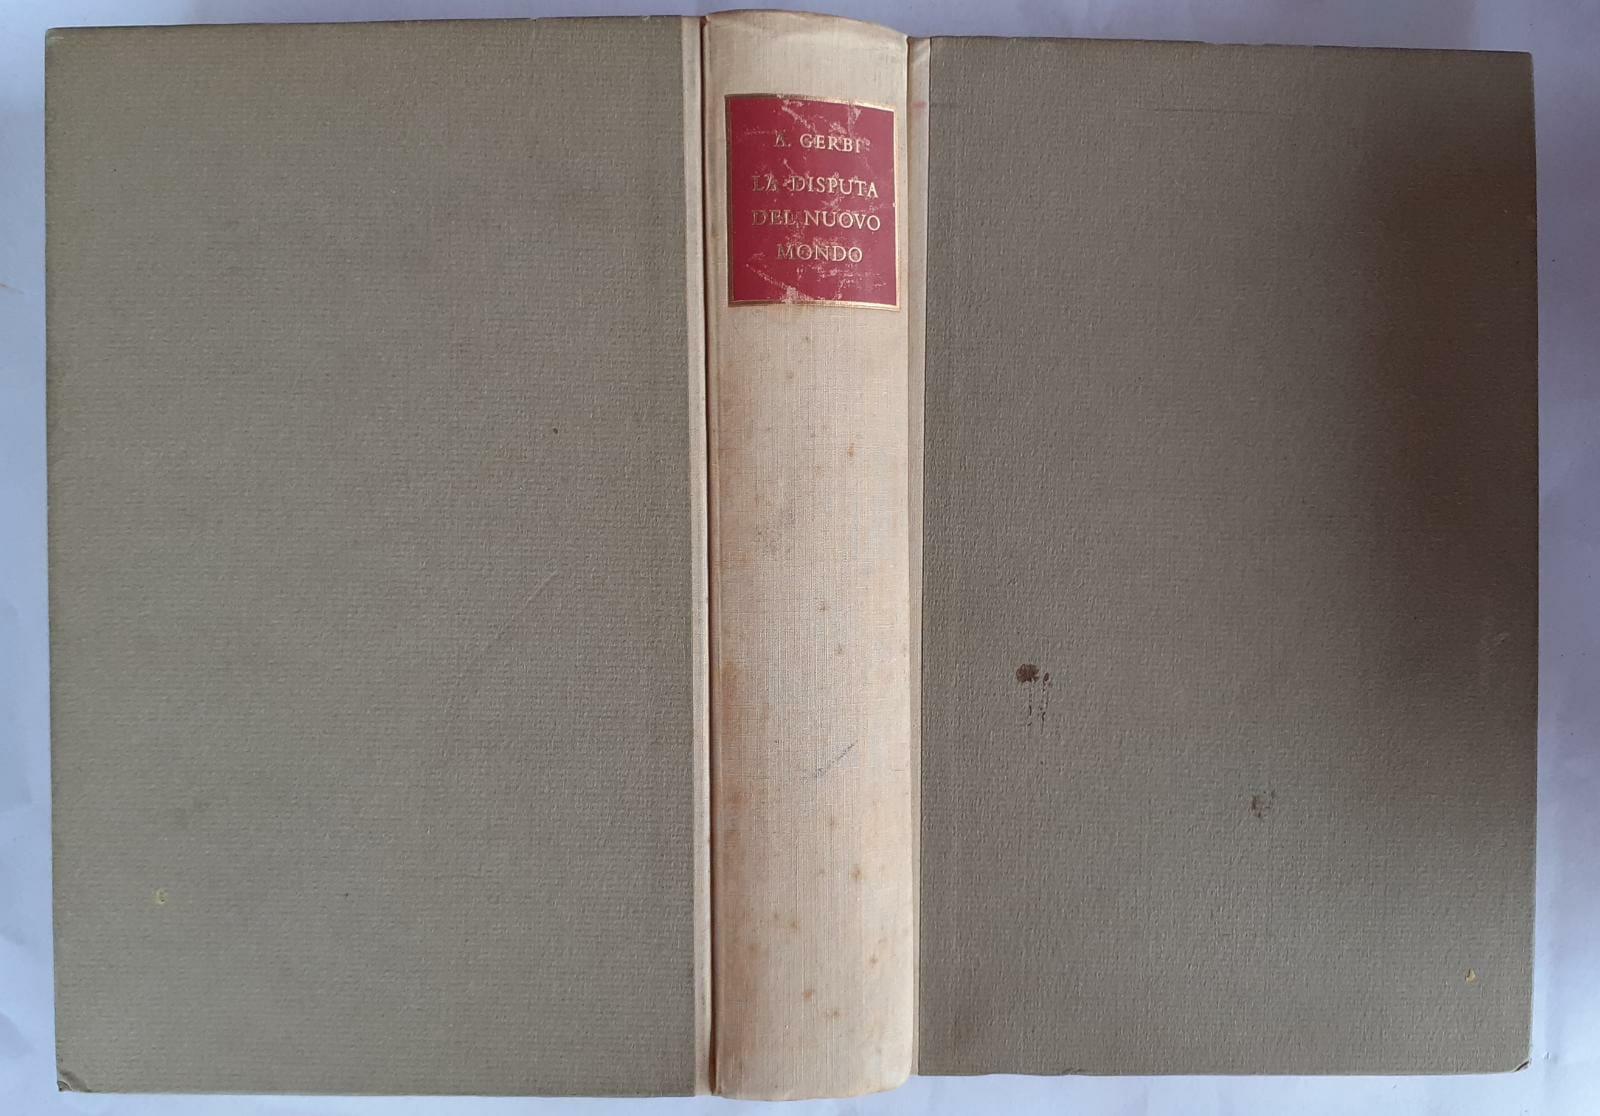 A. GERBI
LA DISPUTA
DEL NUOVO
MONDO